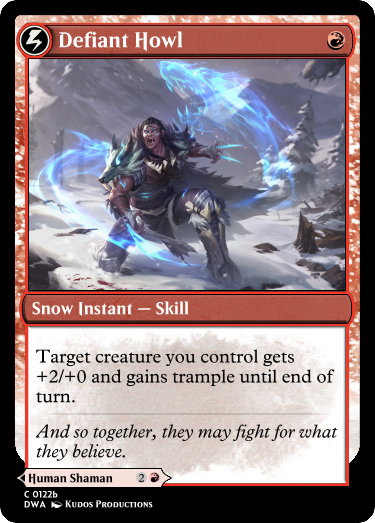 Defiant Howl
Snow Instant — Skill
Target creature you control gets
+2/+0 and gains trample until end of
turn.
And so together, they may fight for what
they believe.
Human Shaman 2
C 0122b
DWA Kudos Productions